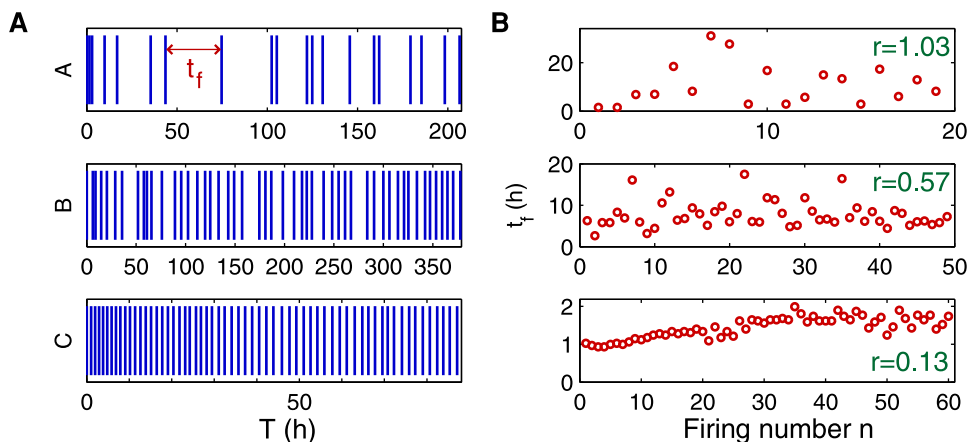 A
A
t_f
0 50 100 150 200
B
0 50 100 150 200 250 300 350
C
0 50
T (h)
B
t_f (h)
20
0
r=1.03
0 10 20
20
10
0
r=0.57
0 10 20 30 40 50
2
1
0
r=0.13
0 10 20 30 40 50 60
Firing number n